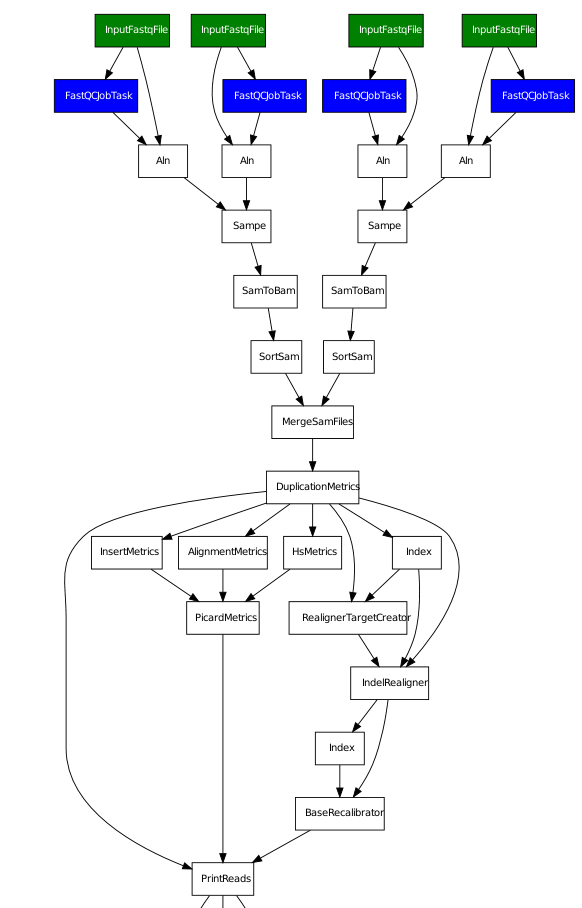 InputFastqFile
InputFastqFile
InputFastqFile
InputFastqFile
FastQCJobTask
FastQCJobTask
FastQCJobTask
FastQCJobTask
Aln
Aln
Aln
Aln
Sampe
Sampe
SamToBam
SamToBam
SortSam
SortSam
MergeSamFiles
DuplicationMetrics
InsertMetrics
AlignmentMetrics
HsMetrics
Index
PicardMetrics
RealignerTargetCreator
IndelRealigner
Index
BaseRecalibrator
PrintReads